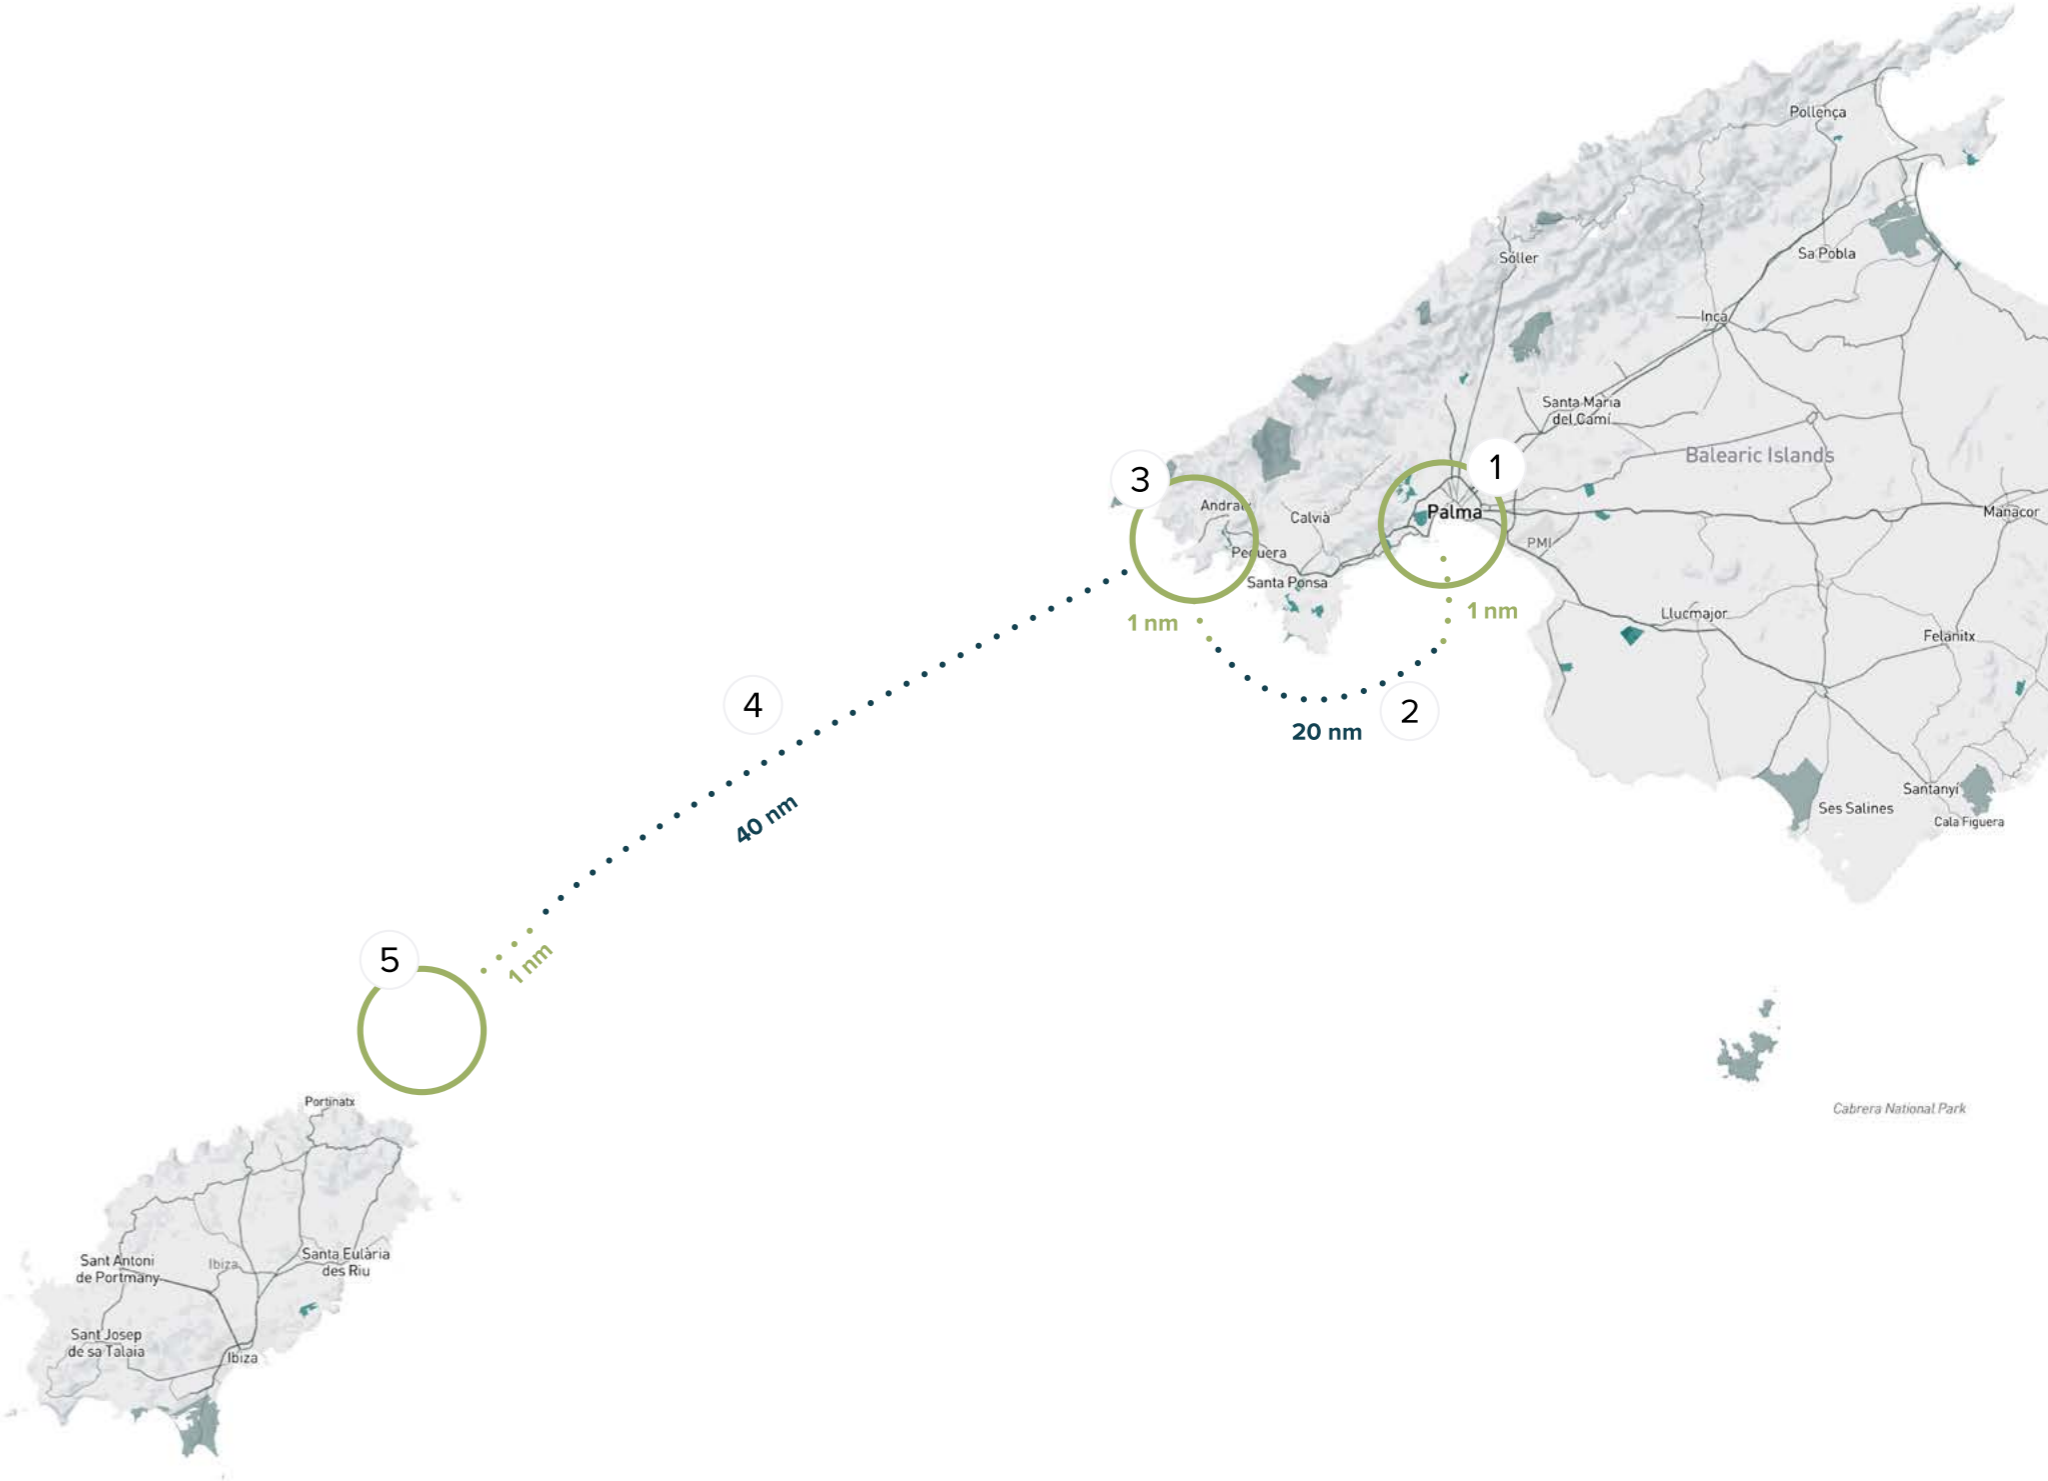 Pollença
Sa Pobla
Sóller
Inca
Santa Maria
del Camí
Balearic Islands
1
3
Andratx
Calvià
Palma
Manacor
PMI
Peguera
Santa Ponsa
1 nm
1 nm
Llucmajor
Felanitx
4
2
20 nm
40 nm
Santanyí
Ses Salines
Cala Figuera
5
1 nm
Portinatx
Cabrera National Park
Sant Antoni
de Portmany
Ibiza
Santa Eulària
des Riu
Sant Josep
de sa Talaia
Ibiza